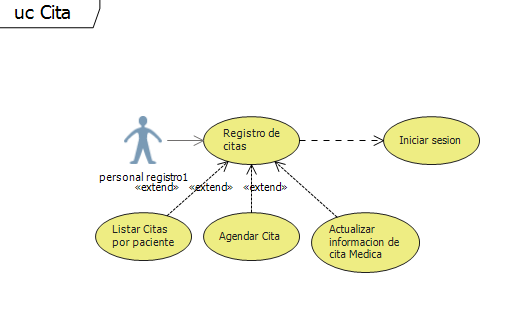 uc Cita
Registro de
citas
Iniciar sesion
personal registro1
«extend» «extend» «extend»
Listar Citas
por paciente
Agendar Cita
Actualizar
informacion de
cita Medica